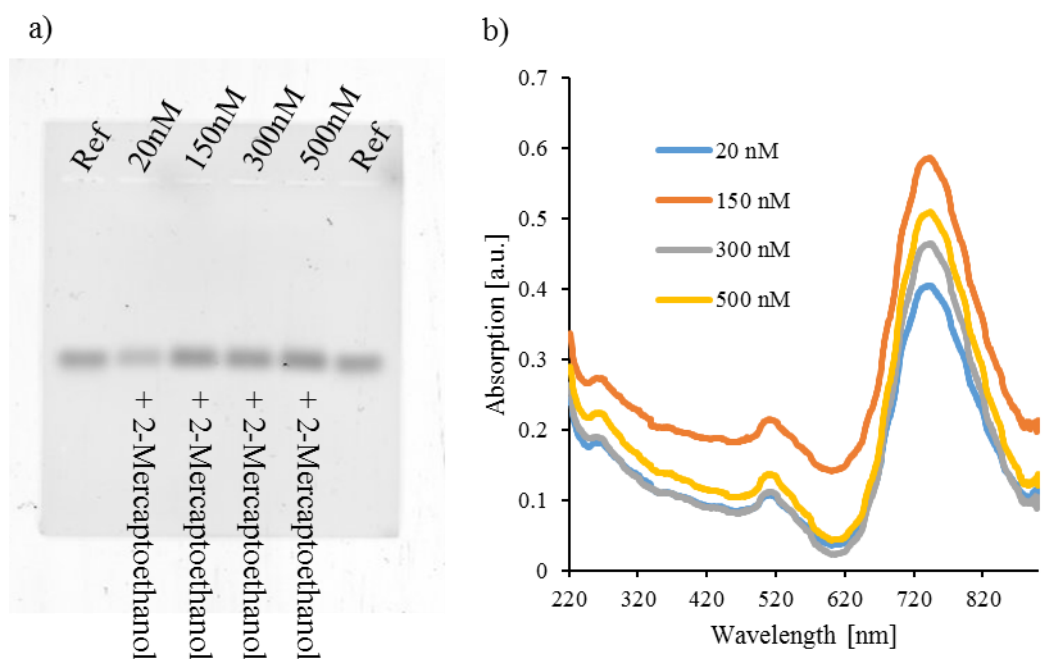 a)
Ref
20nM
150nM
300nM
500nM
Ref
+ 2-Mercaptoethanol
+ 2-Mercaptoethanol
+ 2-Mercaptoethanol
+ 2-Mercaptoethanol
b)
Absorption [a.u.]
0.7
0.6
0.5
0.4
0.3
0.2
0.1
0
20 nM
150 nM
300 nM
500 nM
220 320 420 520 620 720 820
Wavelength [nm]